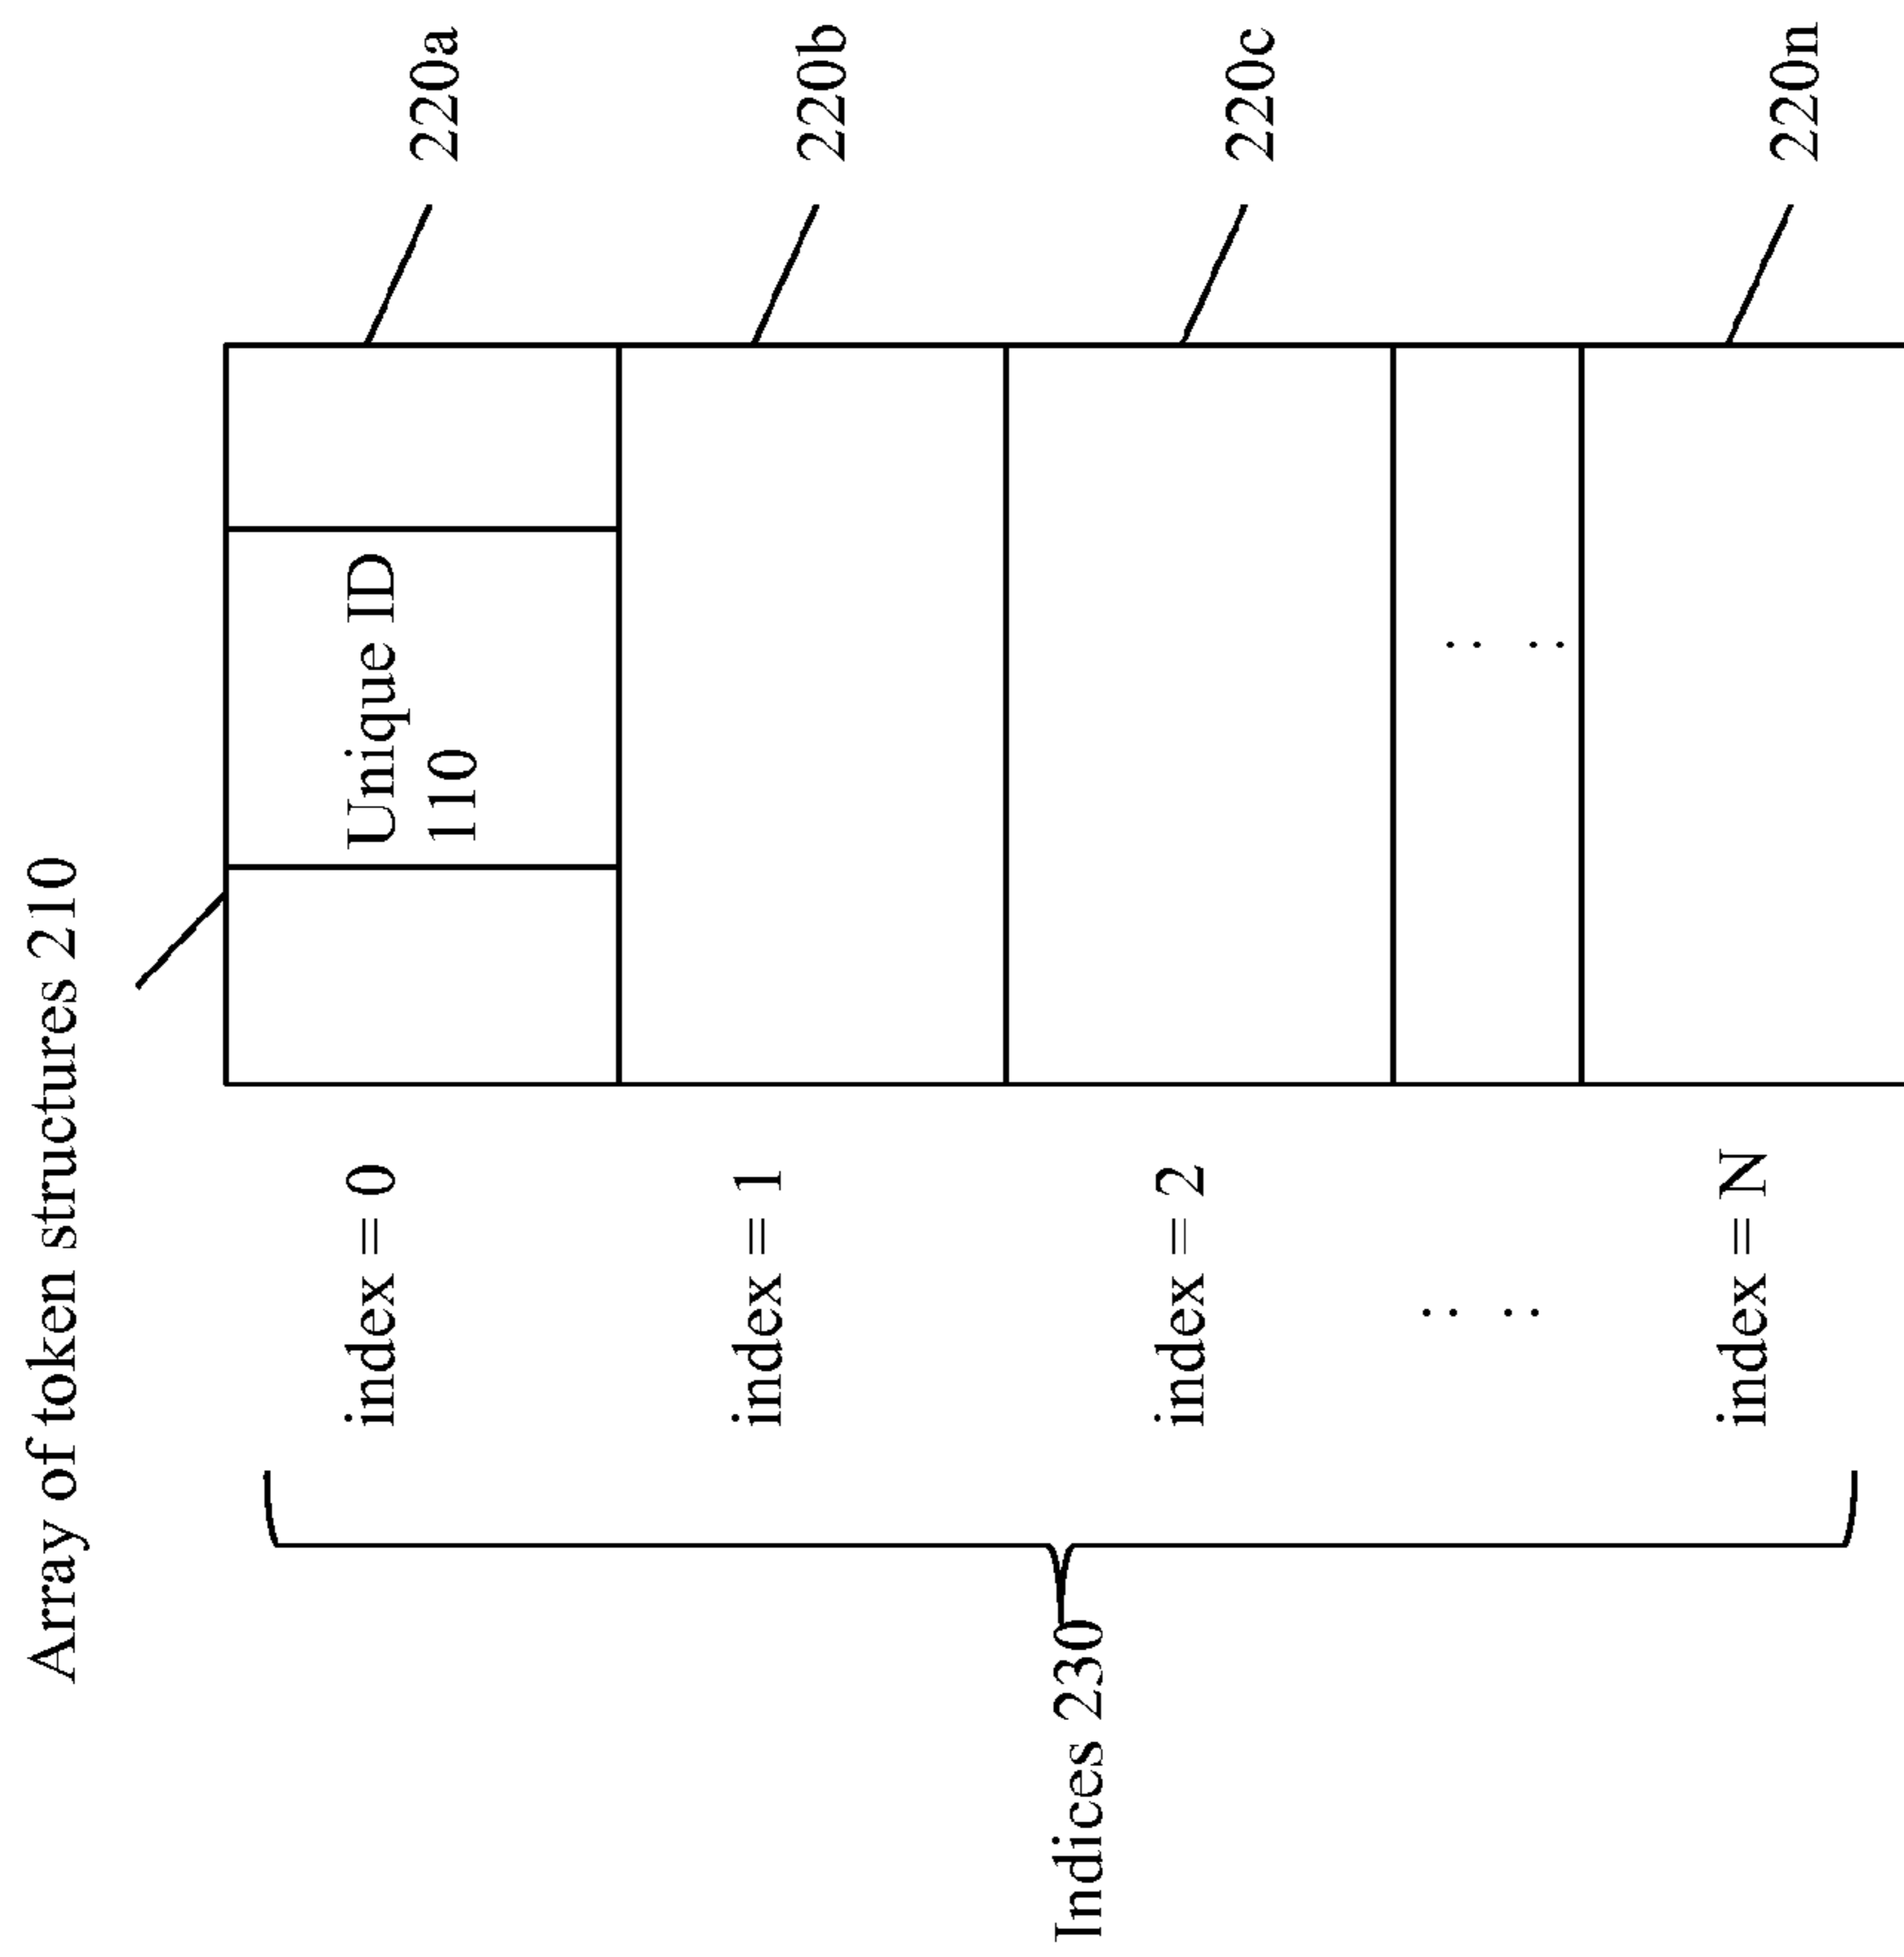 Array of token structures 210
index = 0
Unique ID
110
220a
index = 1
220b
index = 2
220c
: :
: :
index = N
220n
Indices 230